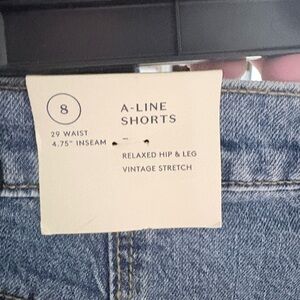 8
A-LINE
SHORTS
29 WAIST
4.75" INSEAM
RELAXED HIP & LEG
VINTAGE STRETCH